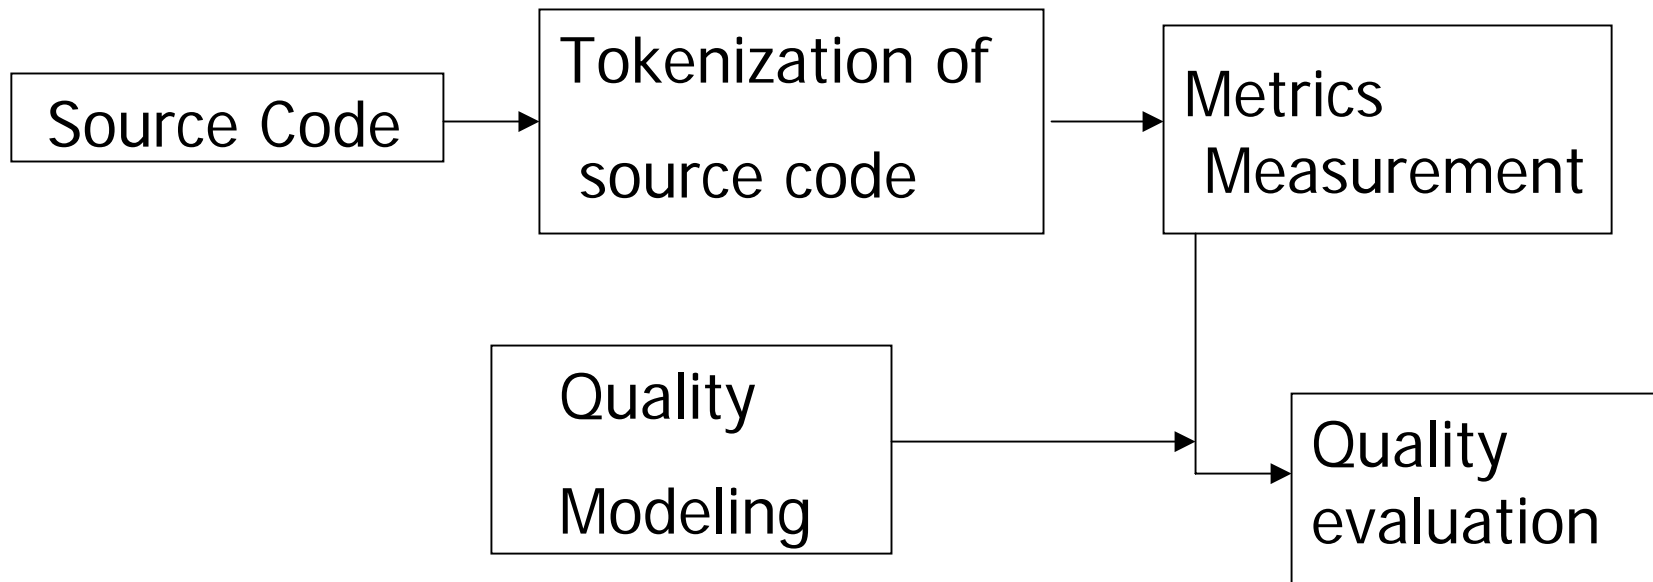 Source Code
Tokenization of
source code
Metrics
Measurement
Quality
Modeling
Quality
evaluation